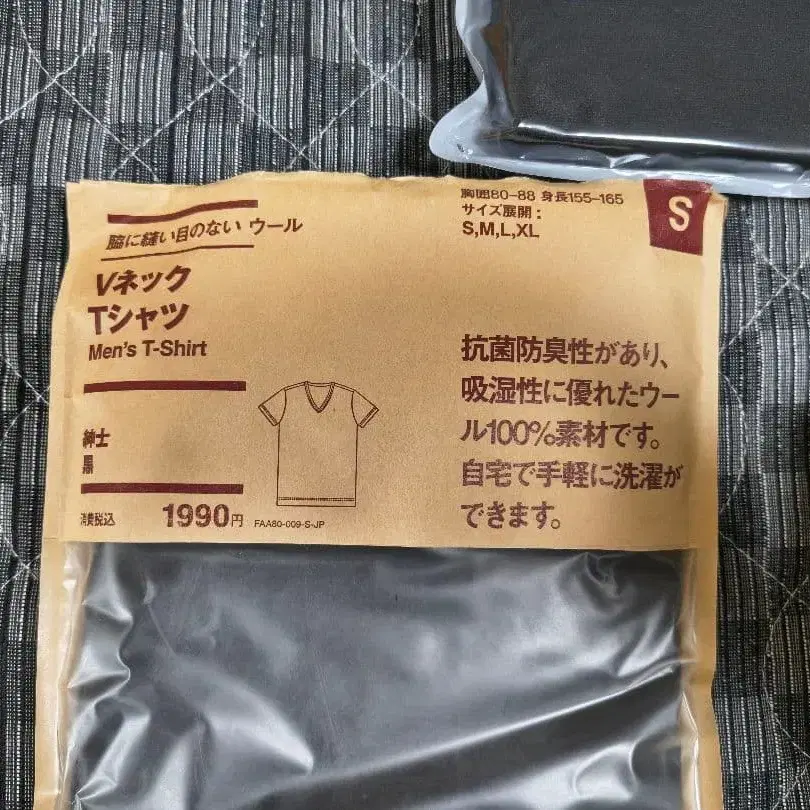 脇に縫い目のない ウール
Vネック
Tシャツ
Men's T-Shirt
紳士
黒
消費税込 1990円
FAA80-009-S-JP
胸囲80-88 身長155-165
サイズ展開：
S,M,L,XL
S
抗菌防臭性があり、
吸湿性に優れたウー
ル100%素材です。
自宅で手軽に洗濯が
できます。